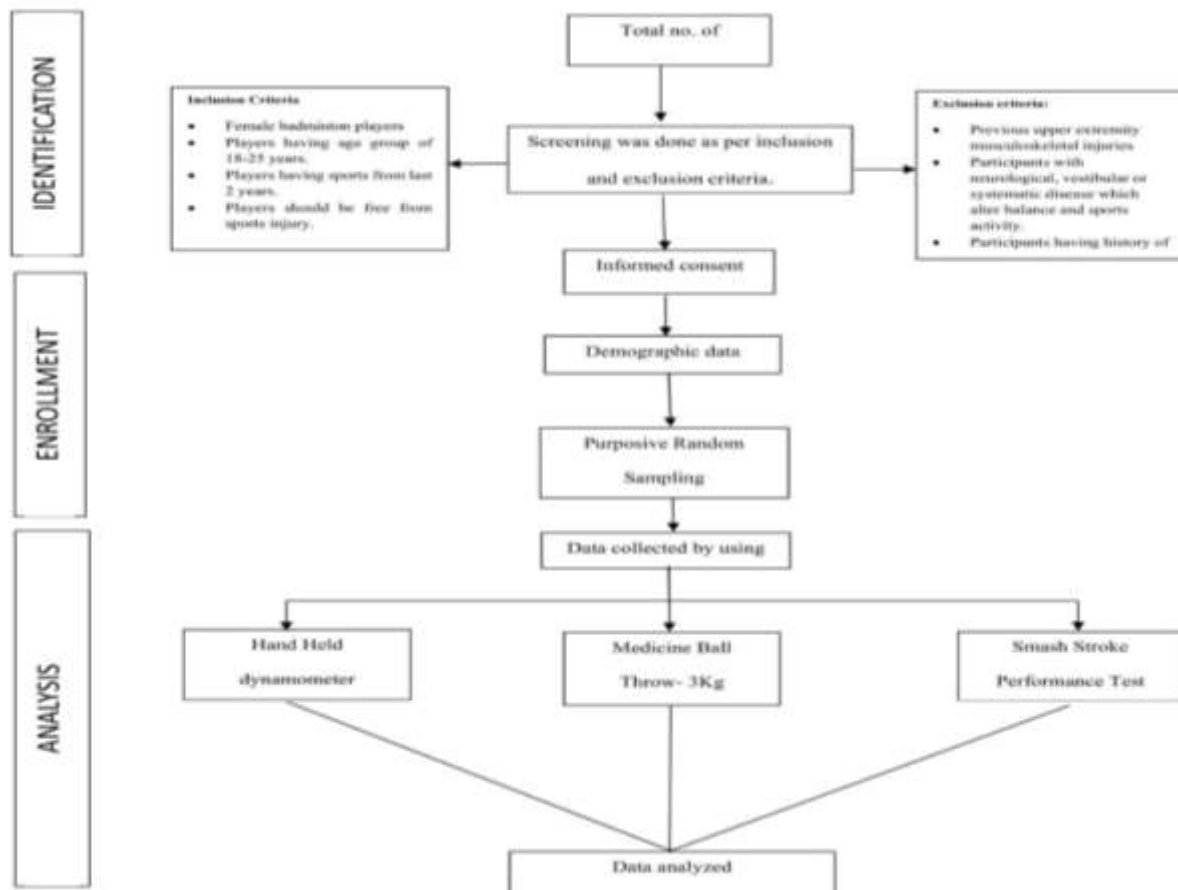 IDENTIFICATION
Total no. of
Inclusion Criteria
• Female badminton players
• Players having age group of
18-25 years.
• Players having sports from last
2 years.
• Players should be free from
sports injury.
Screening was done as per inclusion
and exclusion criteria.
Exclusion criteria:
• Previous upper extremity
musculoskeletal injuries
• Participants with
neurological, vestibular or
systematic disease which
alter balance and sports
activity.
• Participants having history of
Informed consent
ENROLLMENT
Demographic data
Purposive Random
Sampling
ANALYSIS
Data collected by using
Hand Held
dynamometer
Medicine Ball
Throw- 3Kg
Smash Stroke
Performance Test
Data analyzed